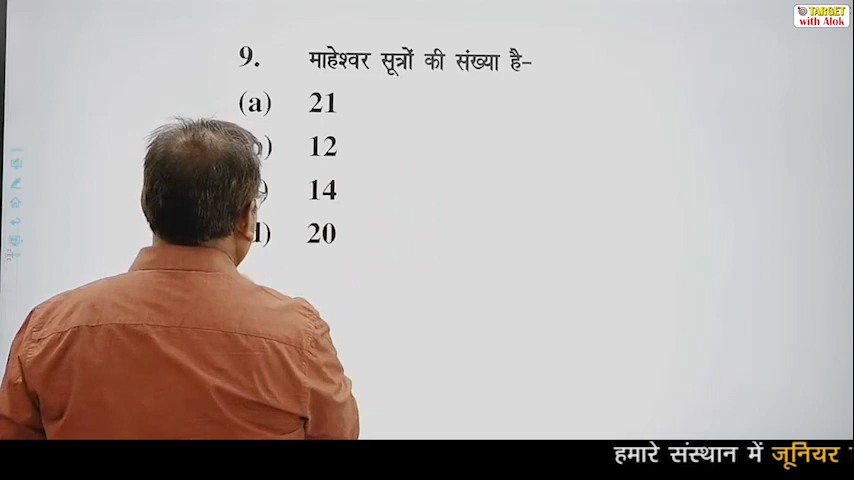 TARGET
with Alok
9. माहेश्वर सूत्रों की संख्या है-
(a) 21
12
14
20
हमारे संस्थान में जूनियर